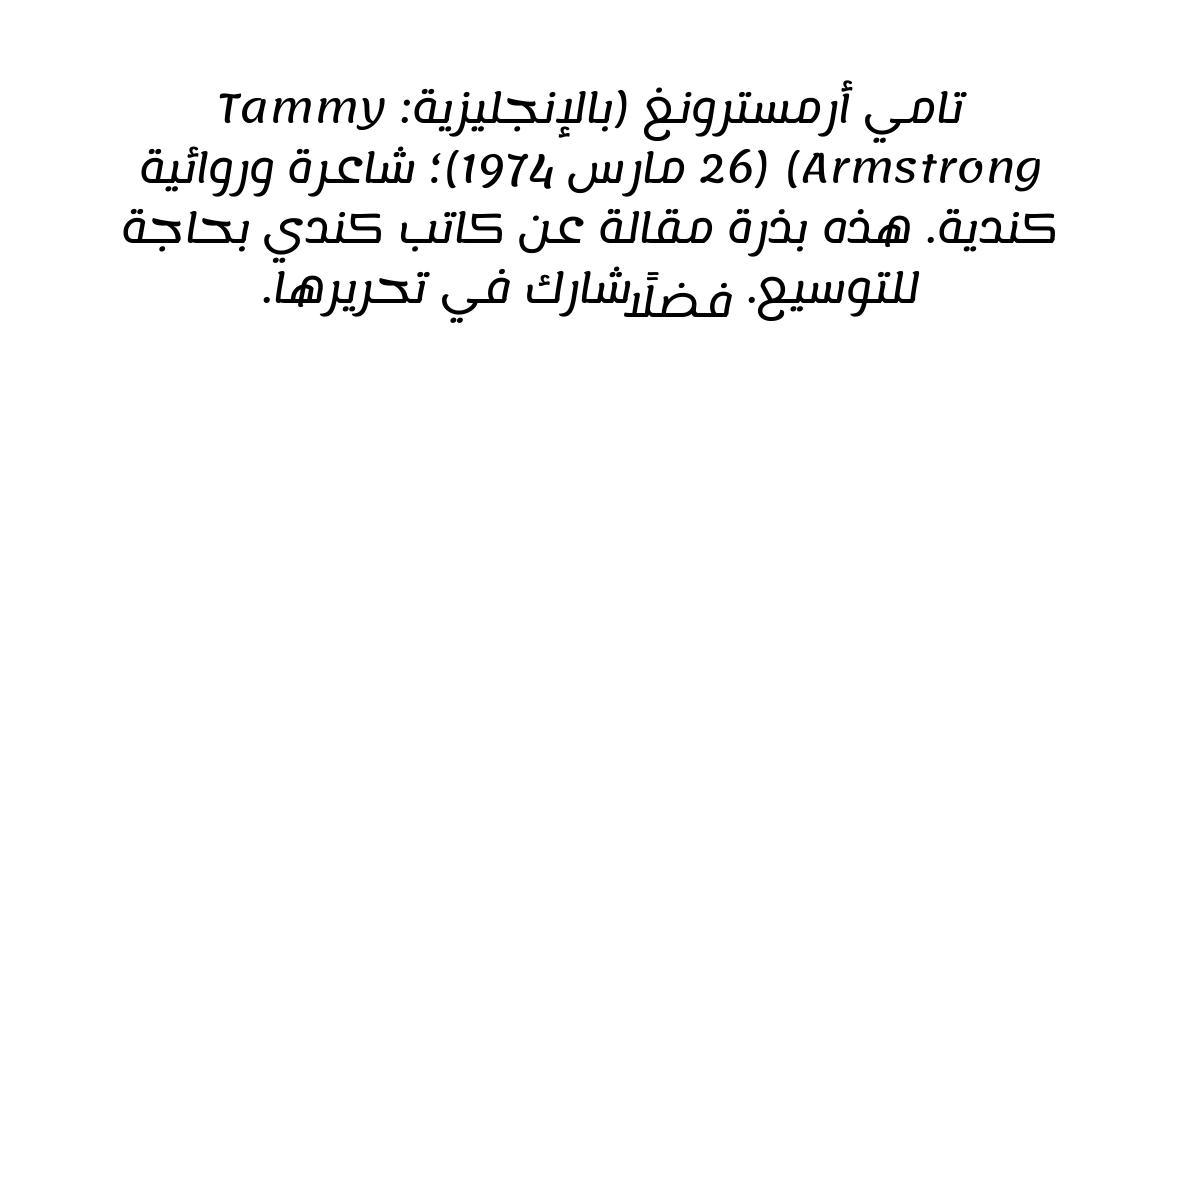 تامي أرمسترونغ (بالإنجليزية: Tammy
Armstrong) (26 مارس 1974)؛ شاعرة وروائية
كندية. هذه بذرة مقالة عن كاتب كندي بحاجة
للتوسيع. فضلًا شارك في تحريرها.